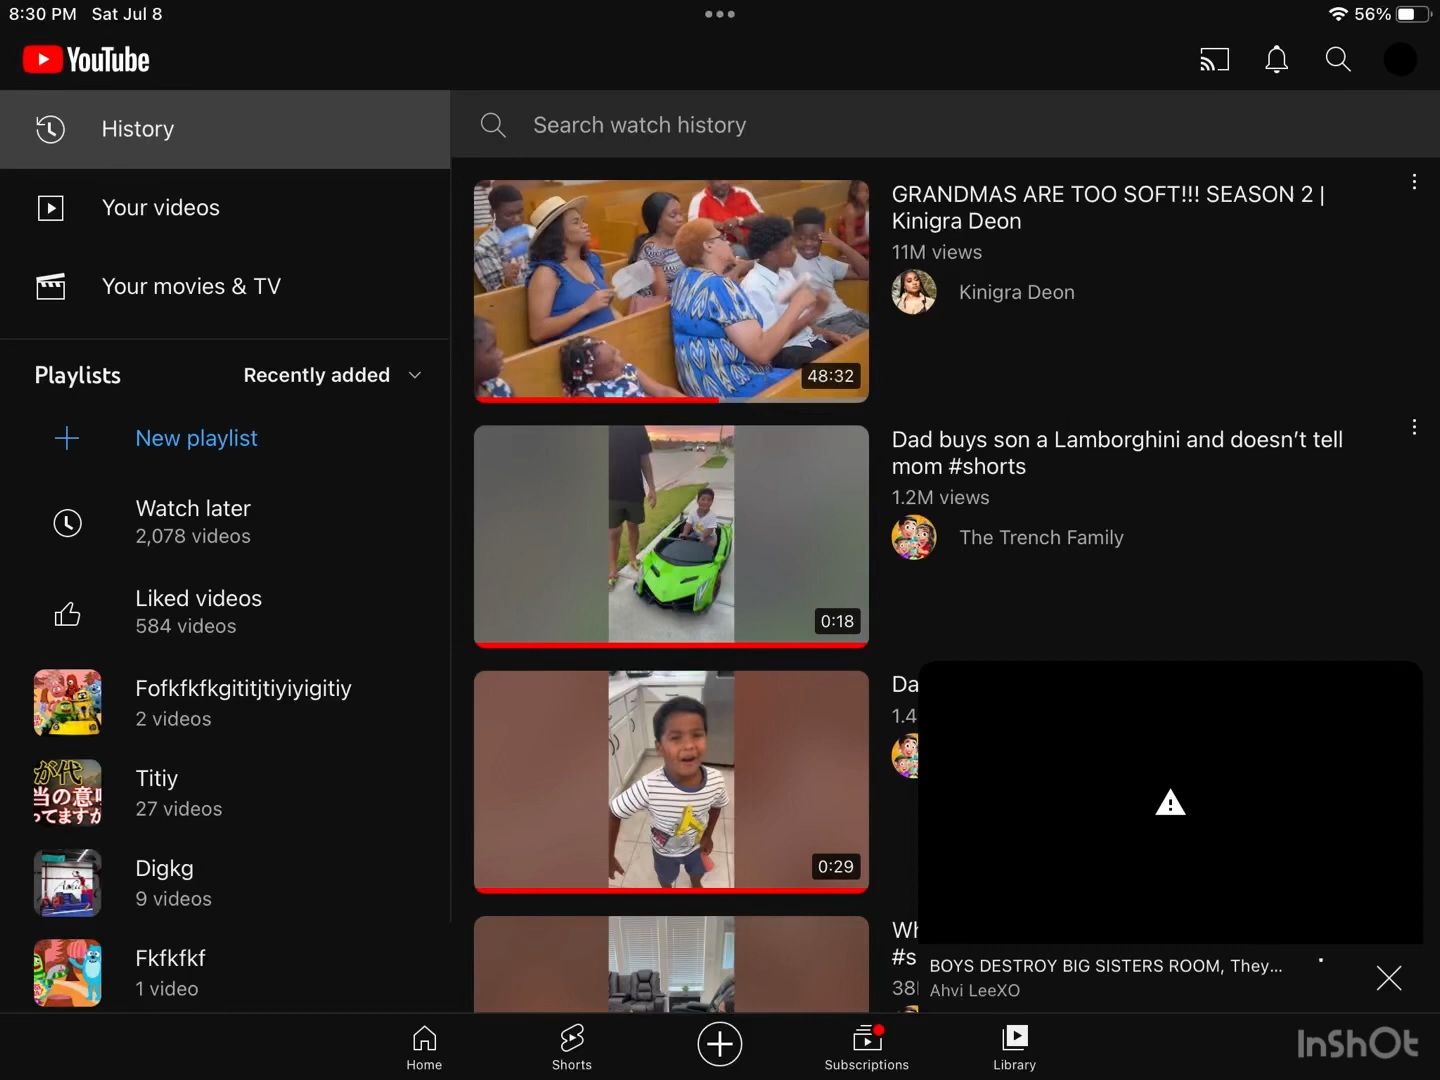 8:30 PM Sat Jul 8
56%
YouTube
History
Search watch history
Your videos
Your movies & TV
Playlists
Recently added
New playlist
Watch later
2,078 videos
Liked videos
584 videos
Fofkfkfkgititjtiyiyigitiy
2 videos
Titiy
27 videos
Digkg
9 videos
Fkfkfkf
1 video
GRANDMAS ARE TOO SOFT!!! SEASON 2 |
Kinigra Deon
11M views
Kinigra Deon
48:32
Dad buys son a Lamborghini and doesn’t tell
mom #shorts
1.2M views
The Trench Family
0:18
Da
1.4
0:29
Wh
#s
38
BOYS DESTROY BIG SISTERS ROOM, They...
Ahvi LeeXO
Home
Shorts
Subscriptions
Library
InShOt